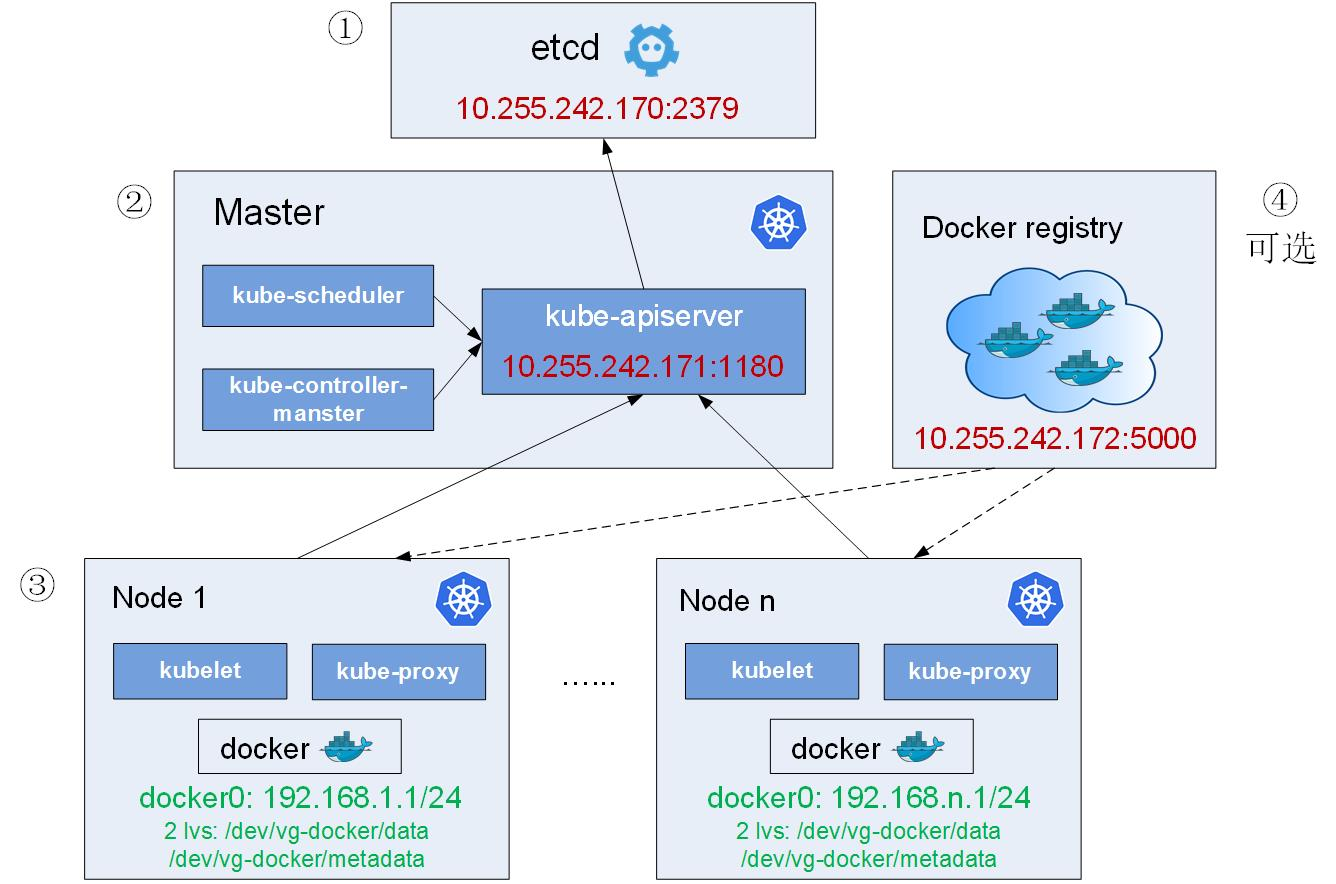 ①
etcd
10.255.242.170:2379
②
Master
kube-scheduler
kube-controller-
manster
kube-apiserver
10.255.242.171:1180
④
可选
Docker registry
10.255.242.172:5000
③
Node 1
kubelet
kube-proxy
docker
docker0: 192.168.1.1/24
2 lvs: /dev/vg-docker/data
/dev/vg-docker/metadata
......
Node n
kubelet
kube-proxy
docker
docker0: 192.168.n.1/24
2 lvs: /dev/vg-docker/data
/dev/vg-docker/metadata